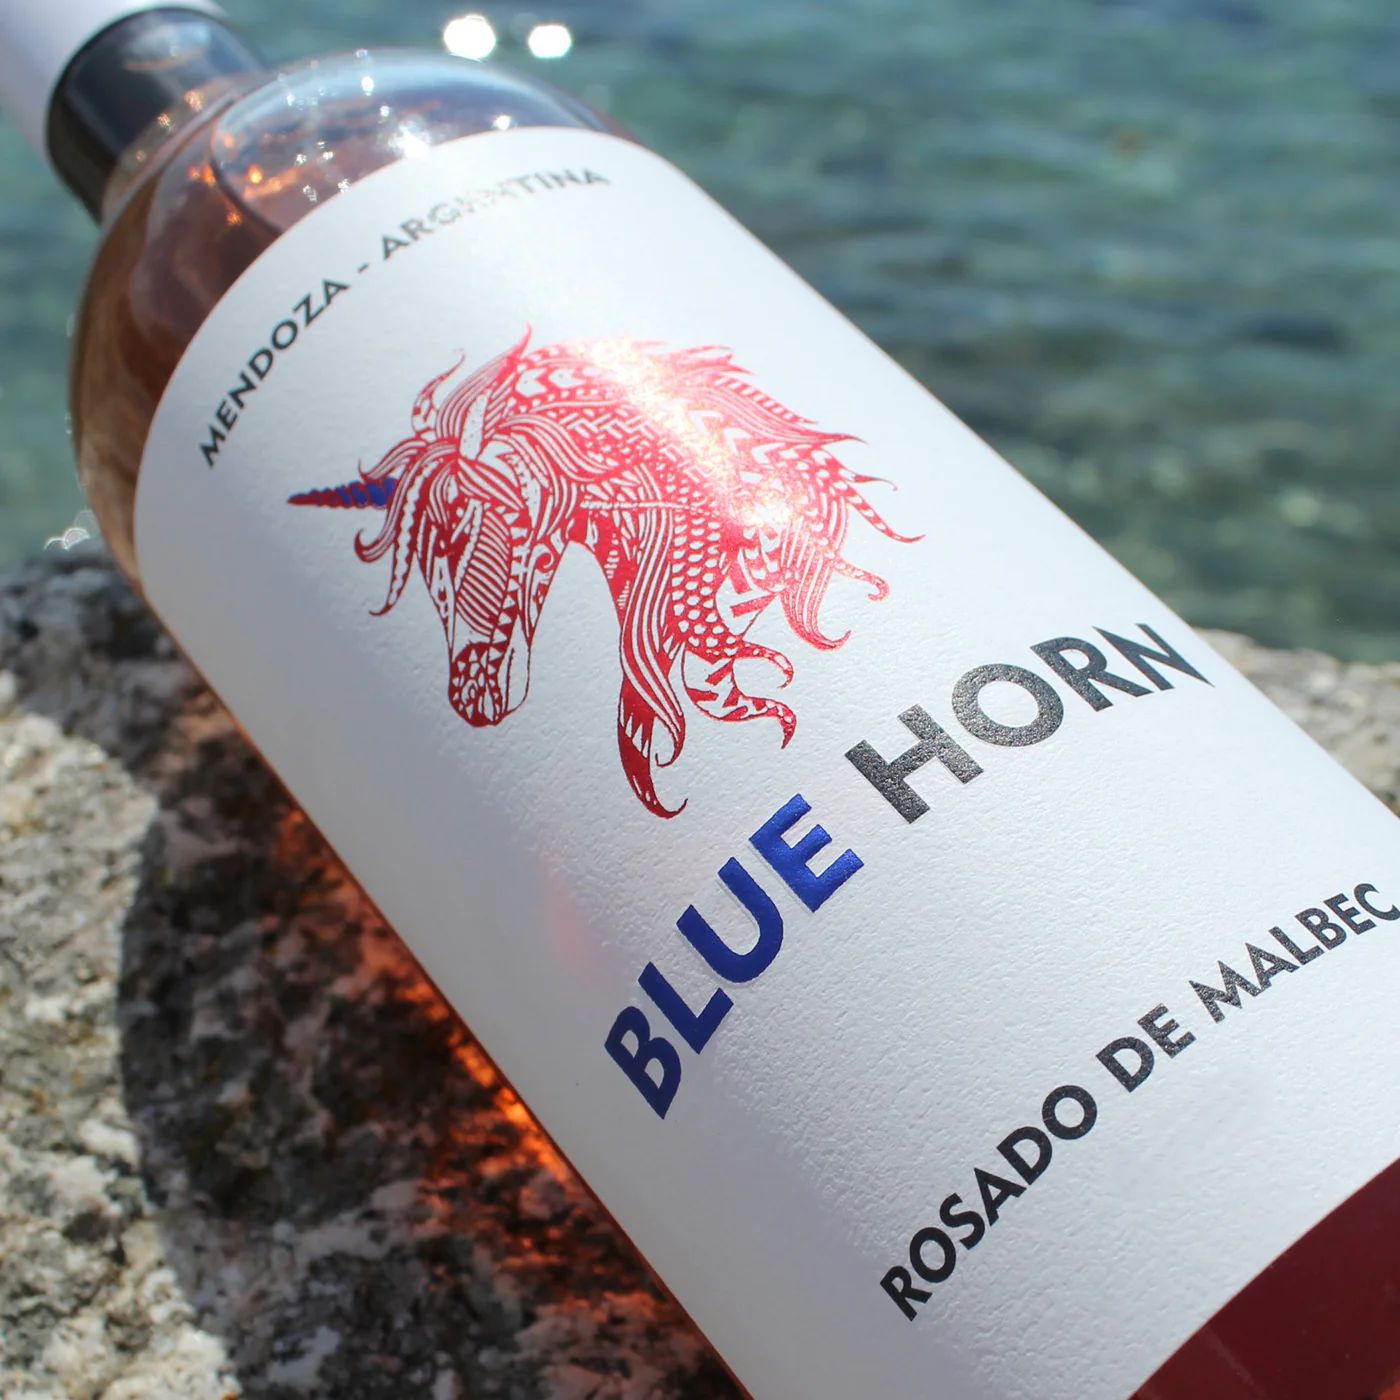 MENDOZA - ARGENTINA
BLUE HORN
ROSADO DE MALBEC